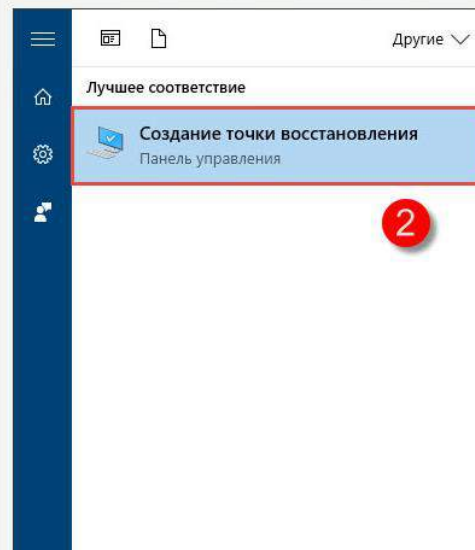 Другие
Лучшее соответствие
Создание точки восстановления
Панель управления
2